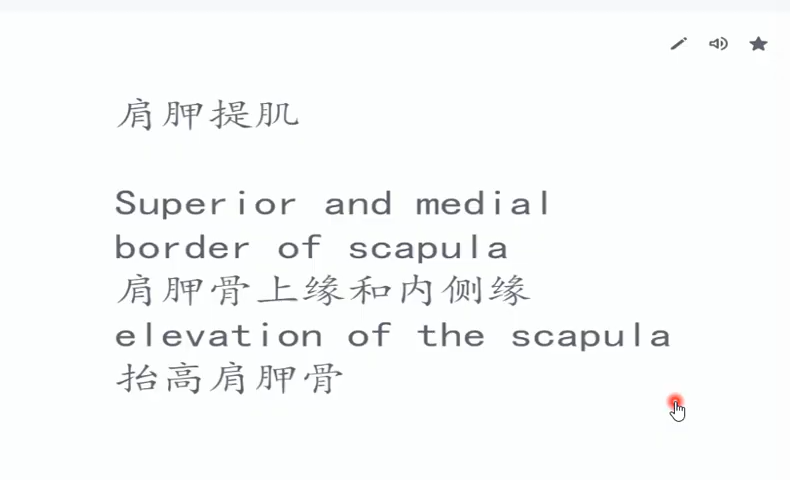 肩胛提肌
Superior and medial
border of scapula
肩胛骨上缘和内侧缘
elevation of the scapula
抬高肩胛骨